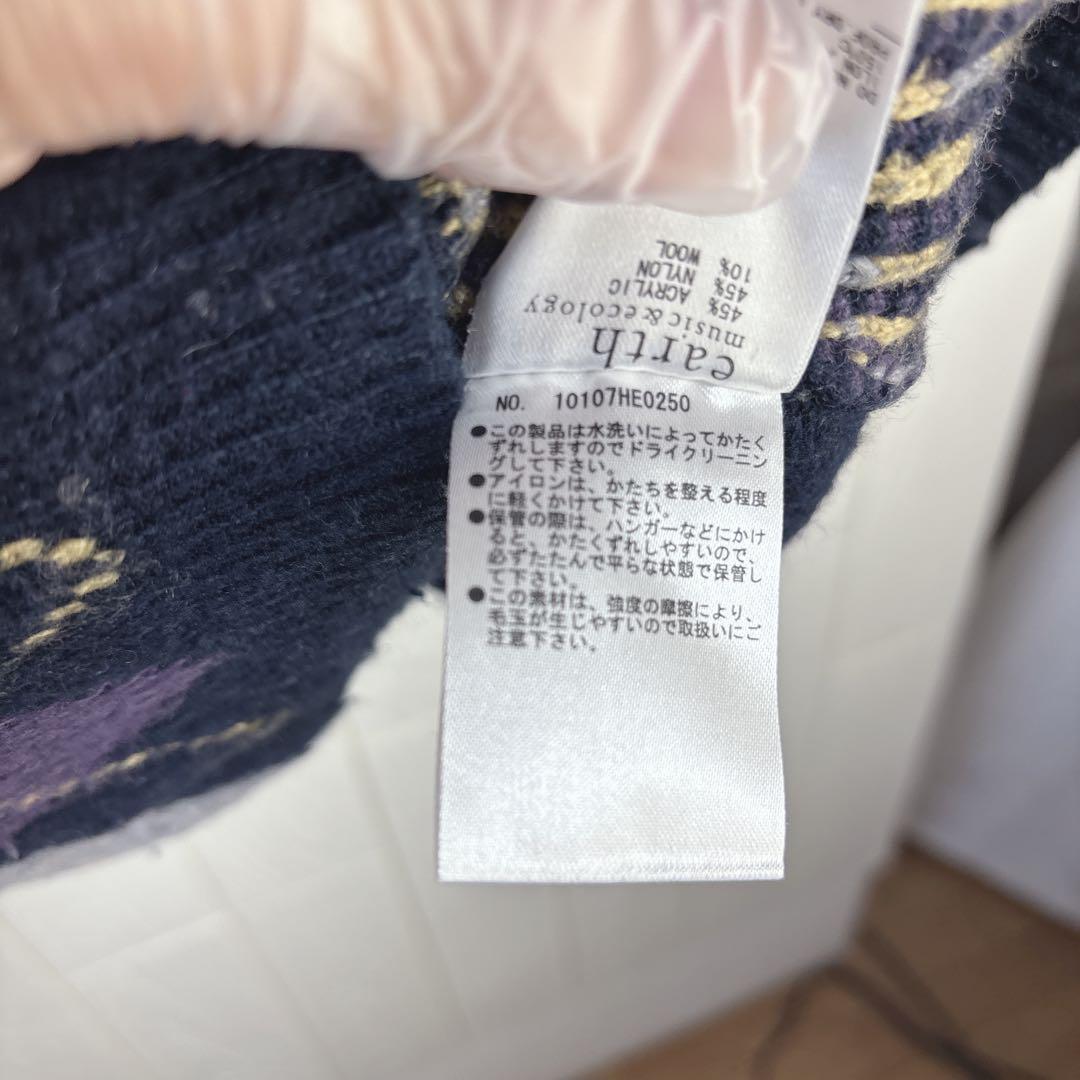 earth
music & ecology
45% ACRYLIC
45% NYLON
10% WOOL
NO. 10107HE0250
●この製品は水洗いによってかたく
ずれしますのでドライクリーニン
グして下さい。
●アイロンは、かたちを整える程度
に軽くかけて下さい。
●保管の際は、ハンガーなどにかけ
ると、かたくずれしやすいので、
必ずたたんで平らな状態で保管し
て下さい。
●この素材は、強度の摩擦により、
毛玉が生じやすいので取扱いにご
注意下さい。